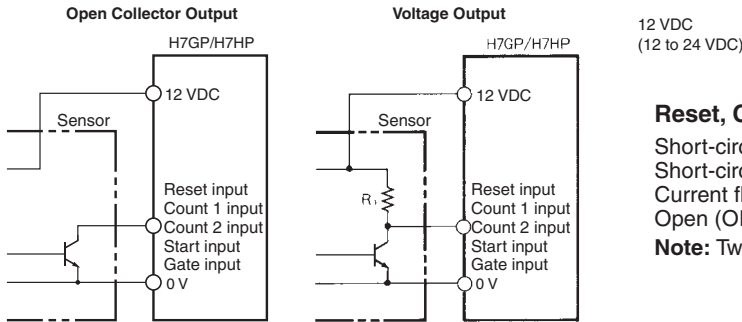 Open Collector Output
H7GP/H7HP
12 VDC
Sensor
Reset input
Count 1 input
Count 2 input
Start input
Gate input
0 V
Voltage Output
H7GP/H7HP
12 VDC
Sensor
R
Reset input
Count 1 input
Count 2 input
Start input
Gate input
0 V
12 VDC
(12 to 24 VDC)
Reset,
Short-circ
Short-circ
Current fl
Open
Note: Tw